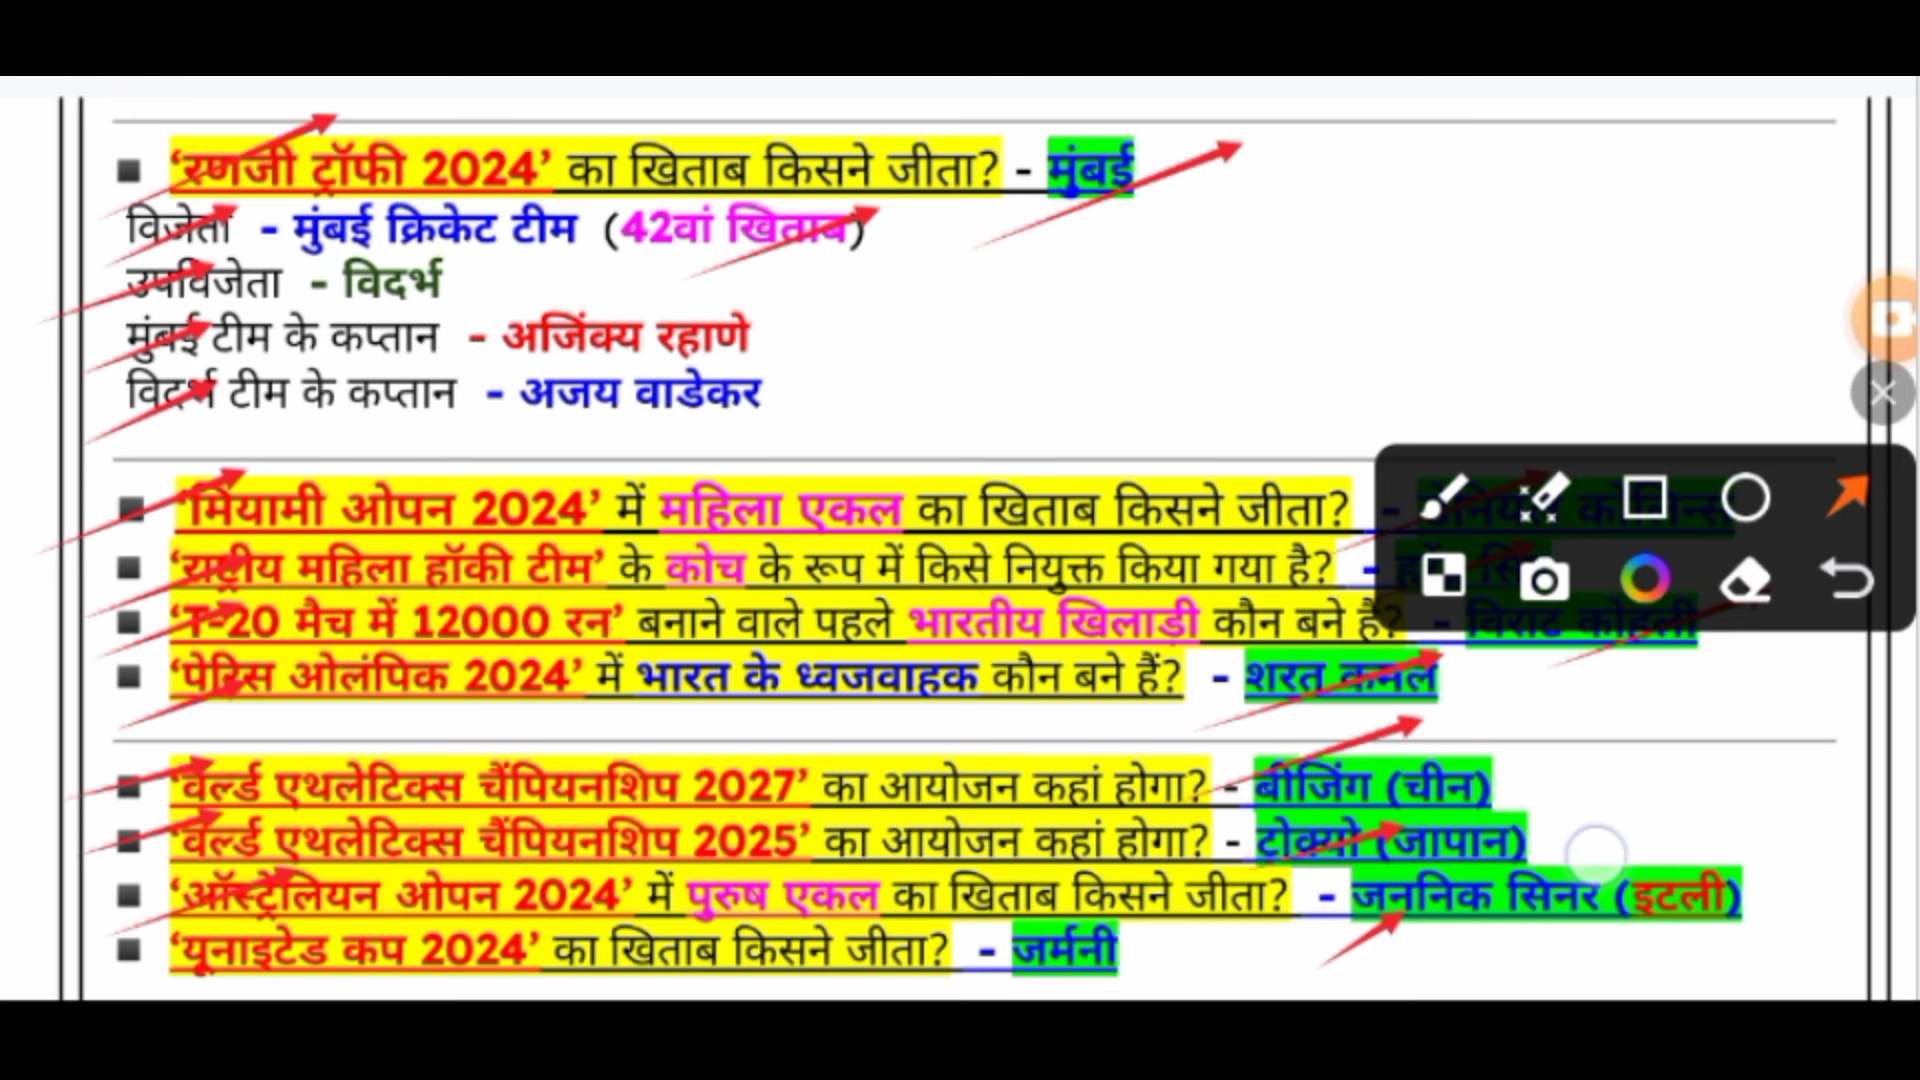 ■ ‘रणजी ट्रॉफी 2024’ का खिताब किसने जीता? - मुंबई
विजेता - मुंबई क्रिकेट टीम (42वां खिताब)
उपविजेता - विदर्भ
मुंबई टीम के कप्तान - अजिंक्य रहाणे
विदर्भ टीम के कप्तान - अजय वाडेकर
■ ‘मियामी ओपन 2024’ में महिला एकल का खिताब किसने जीता? -
■ ‘राष्ट्रीय महिला हॉकी टीम’ के कोच के रूप में किसे नियुक्त किया गया है? -
■ ‘T-20 मैच में 12000 रन’ बनाने वाले पहले भारतीय खिलाडी कौन बने है? - विराट कोहली
■ ‘पेरिस ओलंपिक 2024’ में भारत के ध्वजवाहक कौन बने हैं? - शरत कमल
■ ‘वर्ल्ड एथलेटिक्स चैंपियनशिप 2027’ का आयोजन कहां होगा? - बीजिंग (चीन)
■ ‘वर्ल्ड एथलेटिक्स चैंपियनशिप 2025’ का आयोजन कहां होगा? - टोक्यो (जापान)
■ ‘ऑस्ट्रेलियन ओपन 2024’ में पुरुष एकल का खिताब किसने जीता? - जननिक सिनर (इटली)
■ ‘यूनाइटेड कप 2024’ का खिताब किसने जीता? - जर्मनी